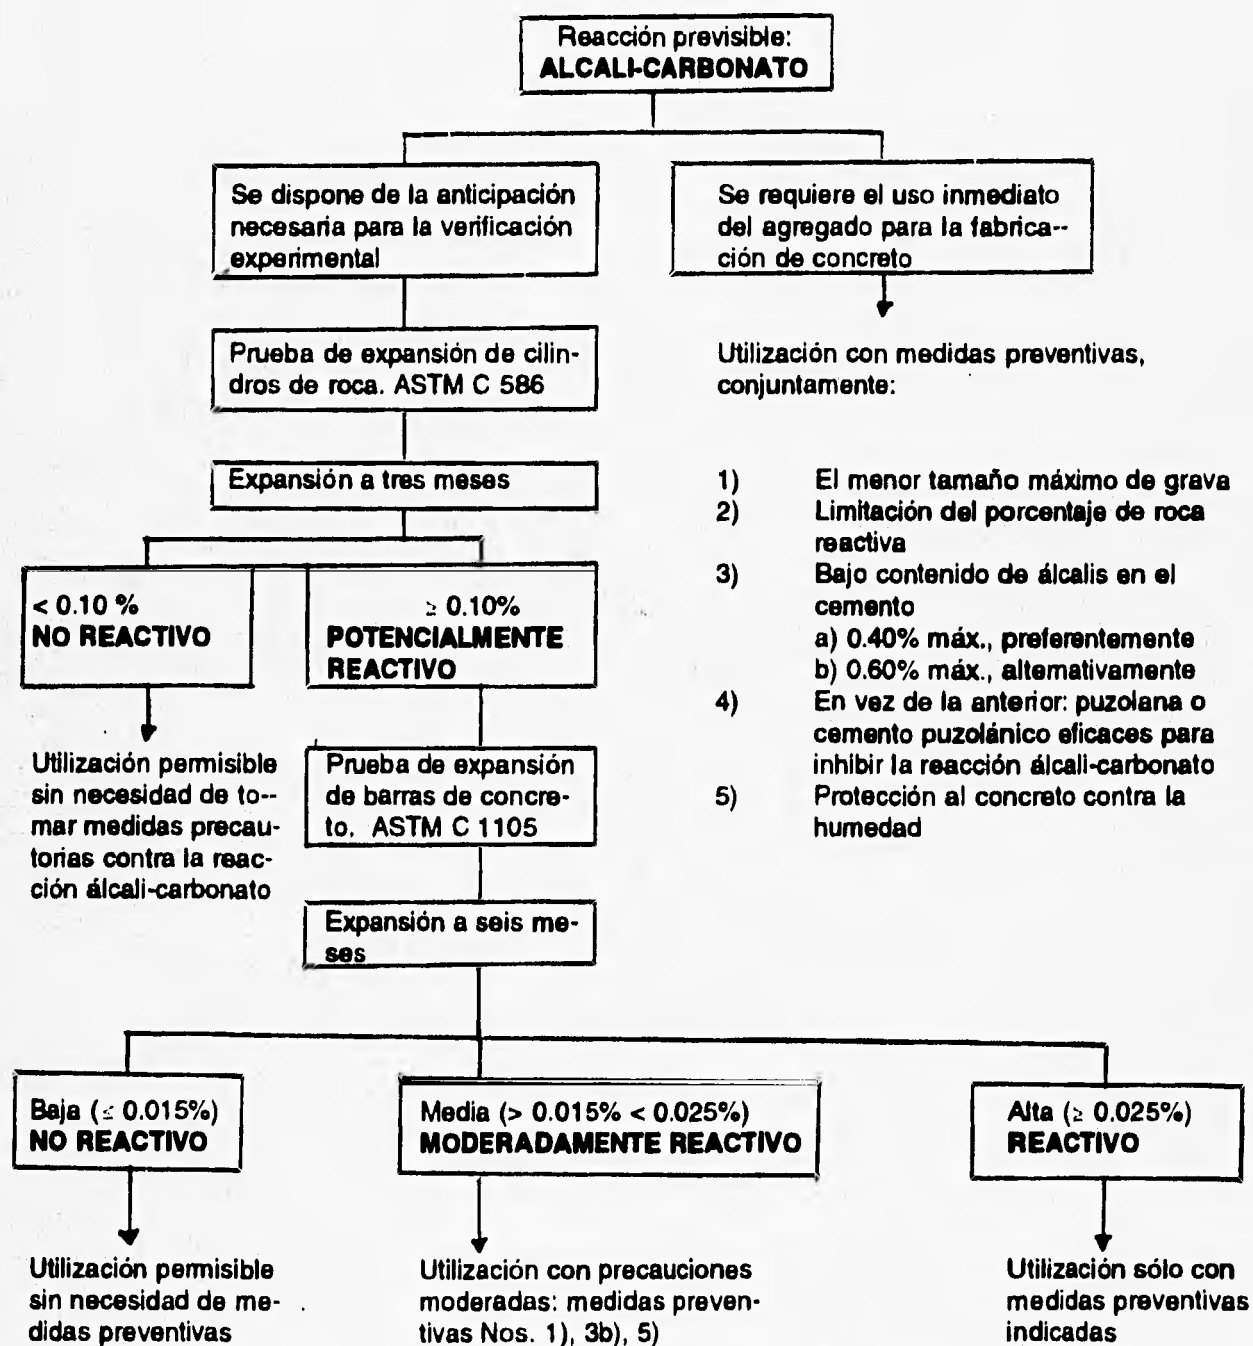 Reacción previsible:
ALCALI-CARBONATO
Se dispone de la anticipación
necesaria para la verificación
experimental
Se requiere el uso inmediato
del agregado para la fabrica--
ción de concreto
Prueba de expansión de cilin-
dros de roca. ASTM C 586
Expansión a tres meses
< 0.10 %
NO REACTIVO
≥ 0.10%
POTENCIALMENTE
REACTIVO
Utilización permisible
sin necesidad de to--
mar medidas precau-
torias contra la reac-
ción álcali-carbonato
Prueba de expansión
de barras de concre-
to. ASTM C 1105
Expansión a seis me-
ses
Utilización con medidas preventivas,
conjuntamente:
1) El menor tamaño máximo de grava
2) Limitación del porcentaje de roca
reactiva
3) Bajo contenido de álcalis en el
cemento
a) 0.40% máx., preferentemente
b) 0.60% máx., alternativamente
4) En vez de la anterior: puzolana o
cemento puzolánico eficaces para
inhibir la reacción álcali-carbonato
5) Protección al concreto contra la
humedad
Baja (≤ 0.015%)
NO REACTIVO
Media (> 0.015% < 0.025%)
MODERADAMENTE REACTIVO
Alta (≥ 0.025%)
REACTIVO
Utilización permisible
sin necesidad de me-
didas preventivas
Utilización con precauciones
moderadas: medidas preven-
tivas Nos. 1), 3b), 5)
Utilización sólo con
medidas preventivas
indicadas